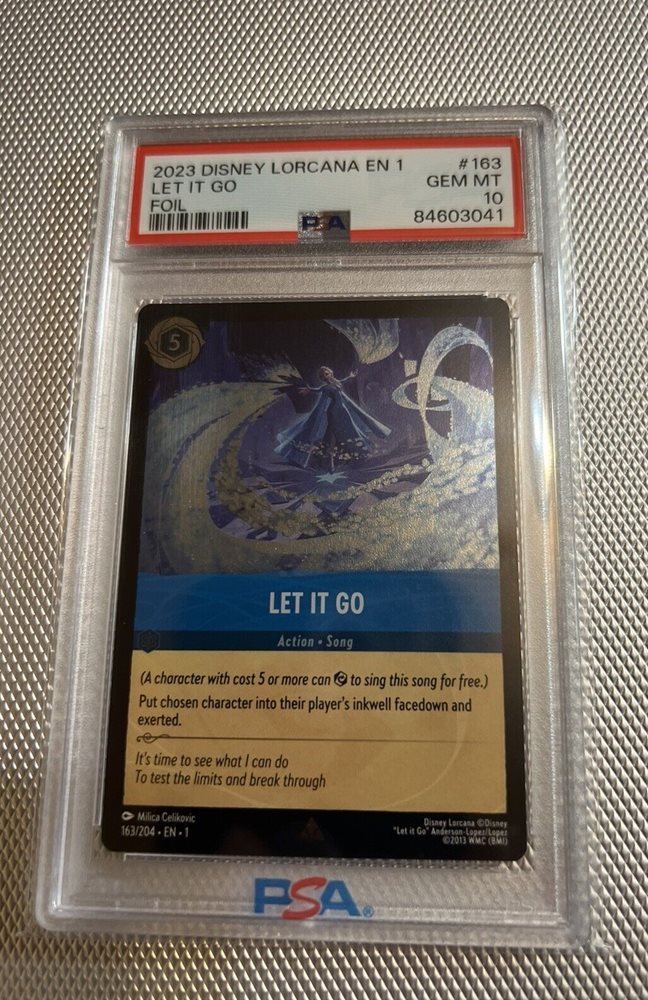 2023 DISNEY LORCANA EN 1 #163
LET IT GO GEM MT
FOIL 10
84603041
PSA
5
LET IT GO
Action • Song
(A character with cost 5 or more can to sing this song for free.)
Put chosen character into their player's inkwell facedown and
exerted.
It's time to see what I can do
To test the limits and break through
Milica Celikovic
163/204 • EN • 1
Disney Lorcana ©Disney
"Let it Go" Anderson-Lopez/Lopez
©2013 WMC (BMI)
PSA®